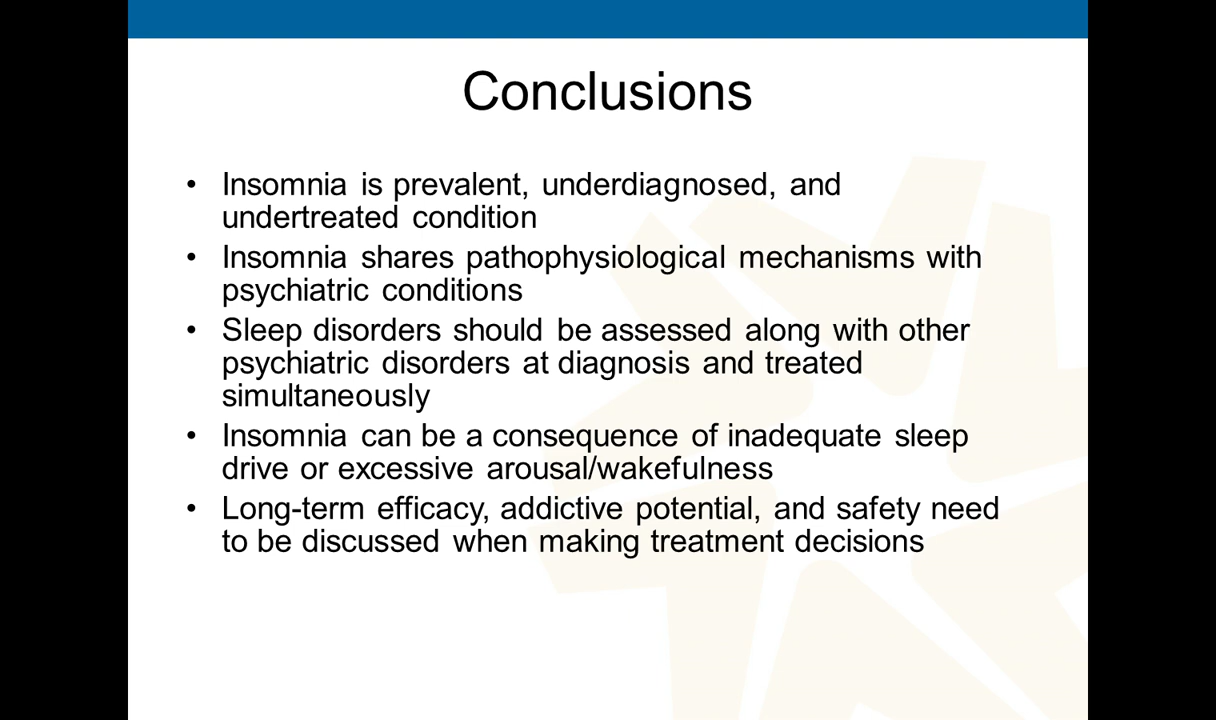 Conclusions
• Insomnia is prevalent, underdiagnosed, and
undertreated condition
• Insomnia shares pathophysiological mechanisms with
psychiatric conditions
• Sleep disorders should be assessed along with other
psychiatric disorders at diagnosis and treated
simultaneously
• Insomnia can be a consequence of inadequate sleep
drive or excessive arousal/wakefulness
• Long-term efficacy, addictive potential, and safety need
to be discussed when making treatment decisions